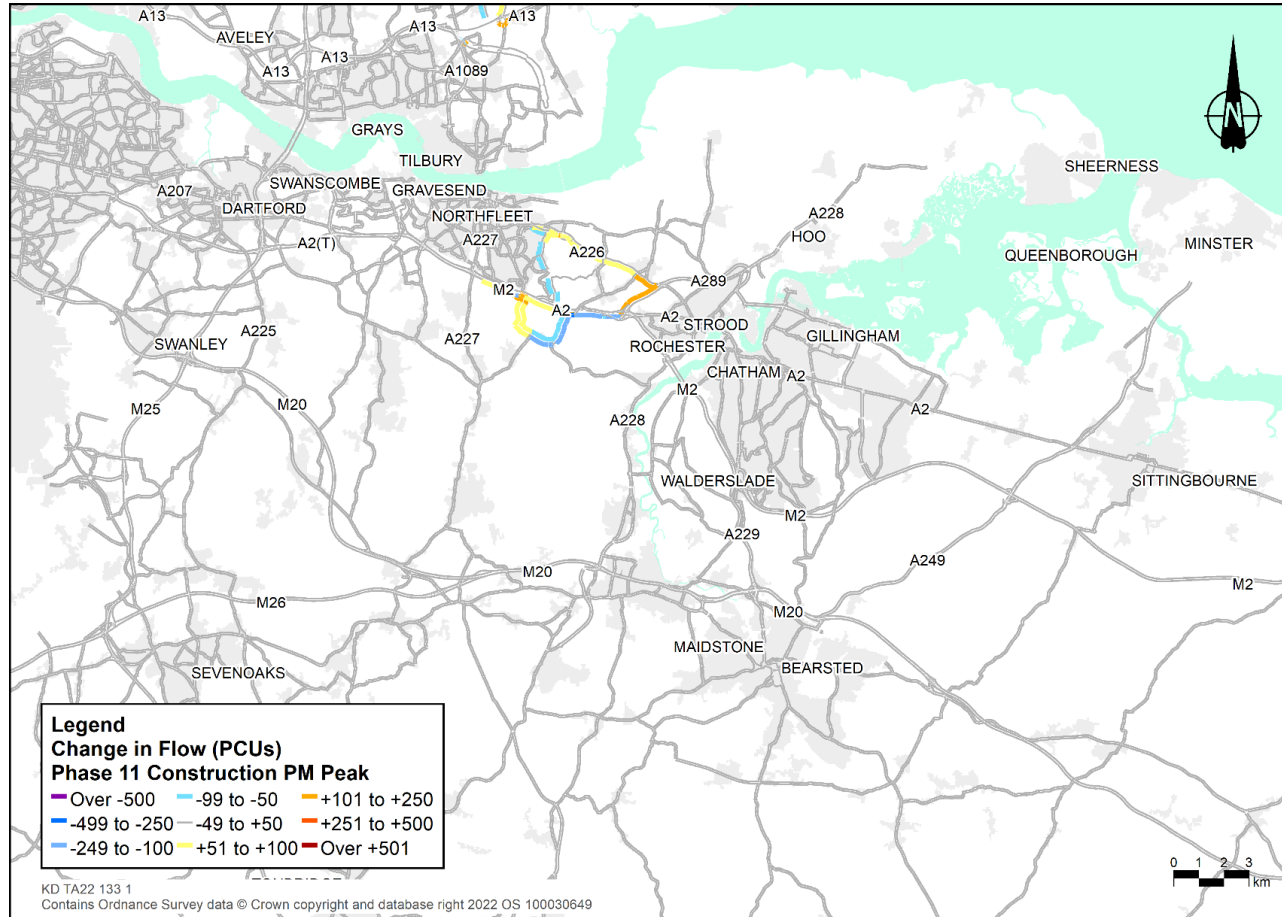 A13
A13
AVELEY
A13
A13
A13
A1089
N
GRAYS
TILBURY
SHEERNESS
A207
SWANSCOMBE
GRAVESEND
DARTFORD
NORTHFLEET
A228
HOO
A2(T)
A227
A226
QUEENBOROUGH
MINSTER
M2
A289
A2
A2
STROOD
A225
SWANLEY
A227
ROCHESTER
GILLINGHAM
CHATHAM
A2
M25
M20
M2
A2
A228
WALDERSLADE
SITTINGBOURNE
M2
A229
A249
M20
M2
M26
M20
MAIDSTONE
BEARSTED
SEVENOAKS
Legend
Change in Flow (PCUs)
Phase 11 Construction PM Peak
Over -500
-99 to -50
+101 to +250
-499 to -250
-49 to +50
+251 to +500
-249 to -100
+51 to +100
Over +501
0 1 2 3
km
KD TA22 133 1
Contains Ordnance Survey data © Crown copyright and database right 2022 OS 100030649